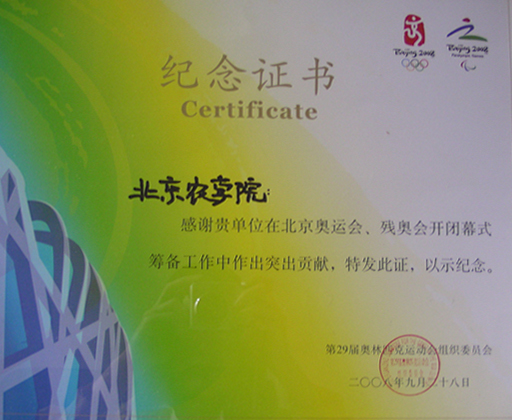 Beijing 2008
Beijing 2008
Paralympic Games
纪念证书
Certificate
北京农学院:
感谢贵单位在北京奥运会、残奥会开闭幕式
筹备工作中作出突出贡献，特发此证，以示纪念。
第29届奥林匹克运动会组织委员会
二〇〇八年九月二十八日